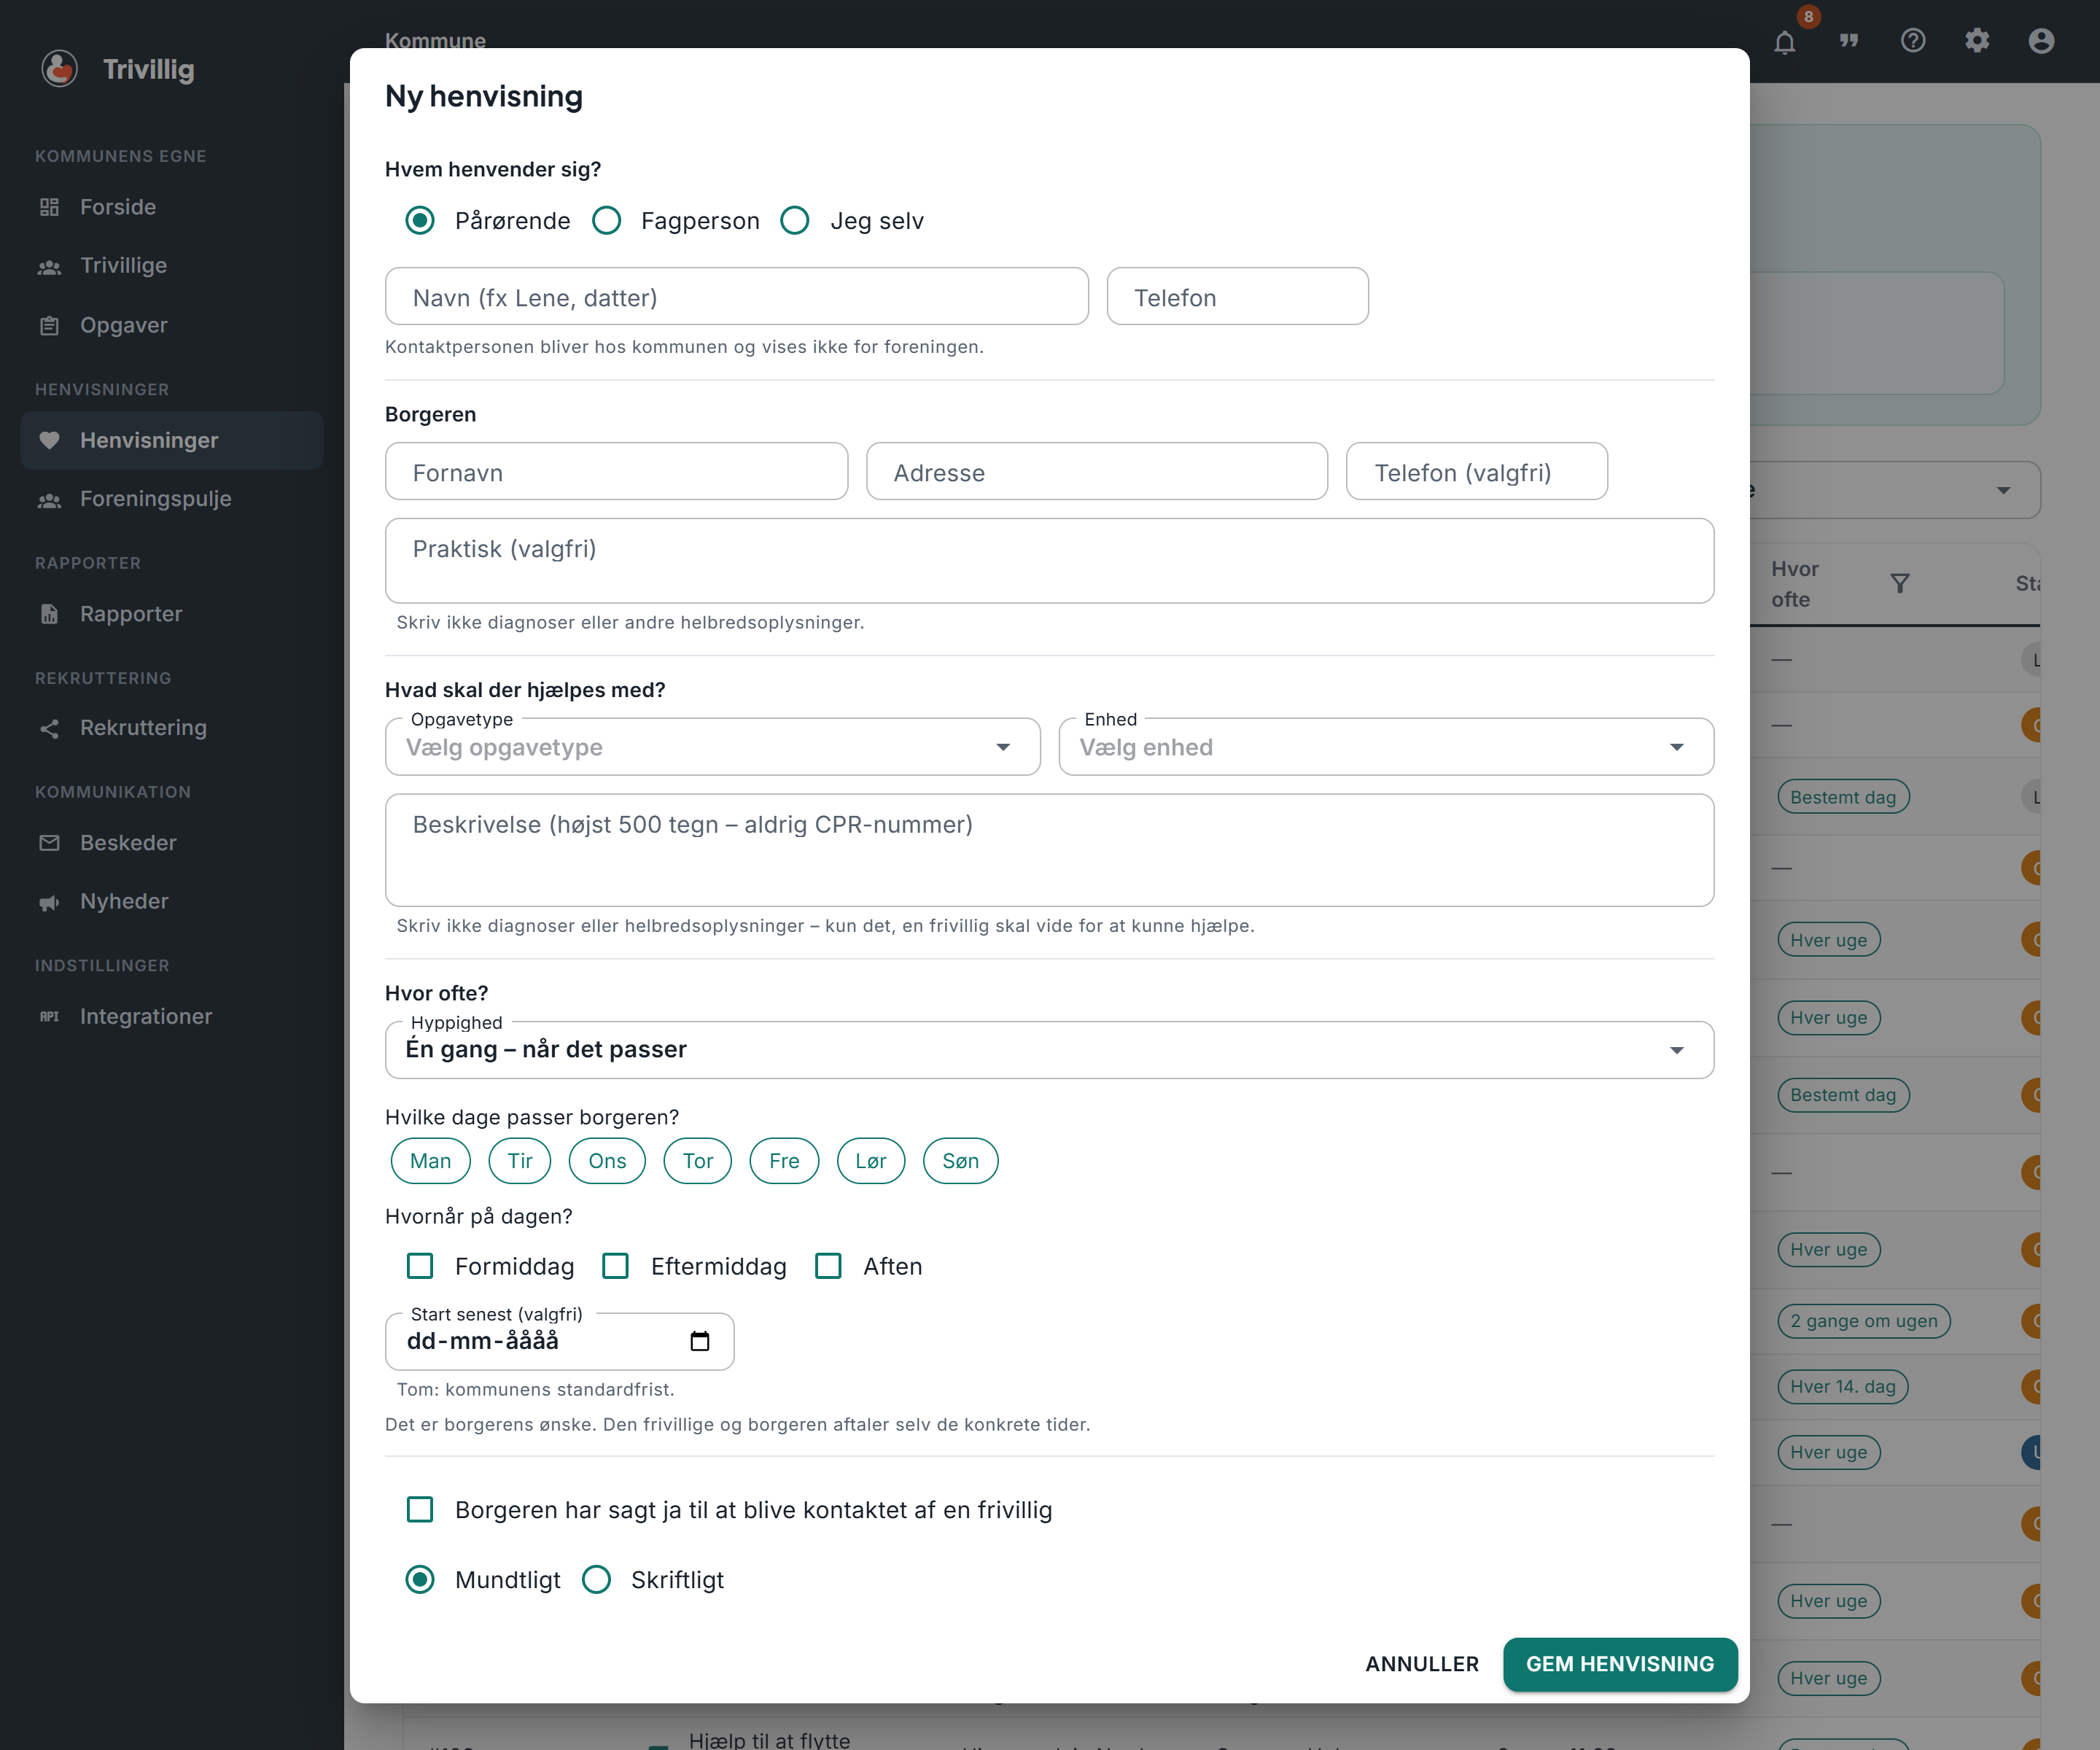 Trivillig
KOMMUNENS EGNE
Forside
Trivillige
Opgaver
HENVISNINGER
Henvisninger
Foreningspulje
RAPPORTER
Rapporter
REKRUTTERING
Rekruttering
KOMMUNIKATION
Beskeder
Nyheder
INDSTILLINGER
API Integrationer
Kommune
8
Ny henvisning
Hvem henvender sig?
Pårørende Fagperson Jeg selv
Navn (fx Lene, datter) Telefon
Kontaktpersonen bliver hos kommunen og vises ikke for foreningen.
Borgeren
Fornavn Adresse Telefon (valgfri)
Praktisk (valgfri)
Skriv ikke diagnoser eller andre helbredsoplysninger.
Hvad skal der hjælpes med?
Opgavetype Enhed
Vælg opgavetype Vælg enhed
Beskrivelse (højst 500 tegn – aldrig CPR-nummer)
Skriv ikke diagnoser eller helbredsoplysninger – kun det, en frivillig skal vide for at kunne hjælpe.
Hvor ofte?
Hyppighed
Én gang – når det passer
Hvilke dage passer borgeren?
Man Tir Ons Tor Fre Lør Søn
Hvornår på dagen?
Formiddag Eftermiddag Aften
Start senest (valgfri)
dd-mm-åååå
Tom: kommunens standardfrist.
Det er borgerens ønske. Den frivillige og borgeren aftaler selv de konkrete tider.
Borgeren har sagt ja til at blive kontaktet af en frivillig
Mundtligt Skriftligt
ANNULLER GEM HENVISNING
Hvor
ofte
—
—
Bestemt dag
—
Hver uge
Hver uge
Bestemt dag
—
Hver uge
2 gange om ugen
Hver 14. dag
Hver uge
—
Hver uge
Hver uge
Hjælp til at flytte